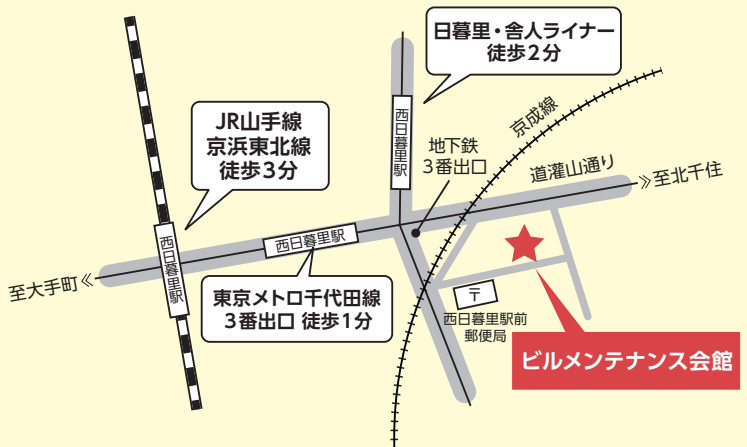 日暮里・舎人ライナー
徒歩2分
JR山手線
京浜東北線
徒歩3分
西日暮里駅
京成線
地下鉄
3番出口
道灌山通り
》至北千住
西日暮里駅
西日暮里駅
至大手町《
東京メトロ千代田線
3番出口 徒歩1分
〒
西日暮里駅前
郵便局
ビルメンテナンス会館